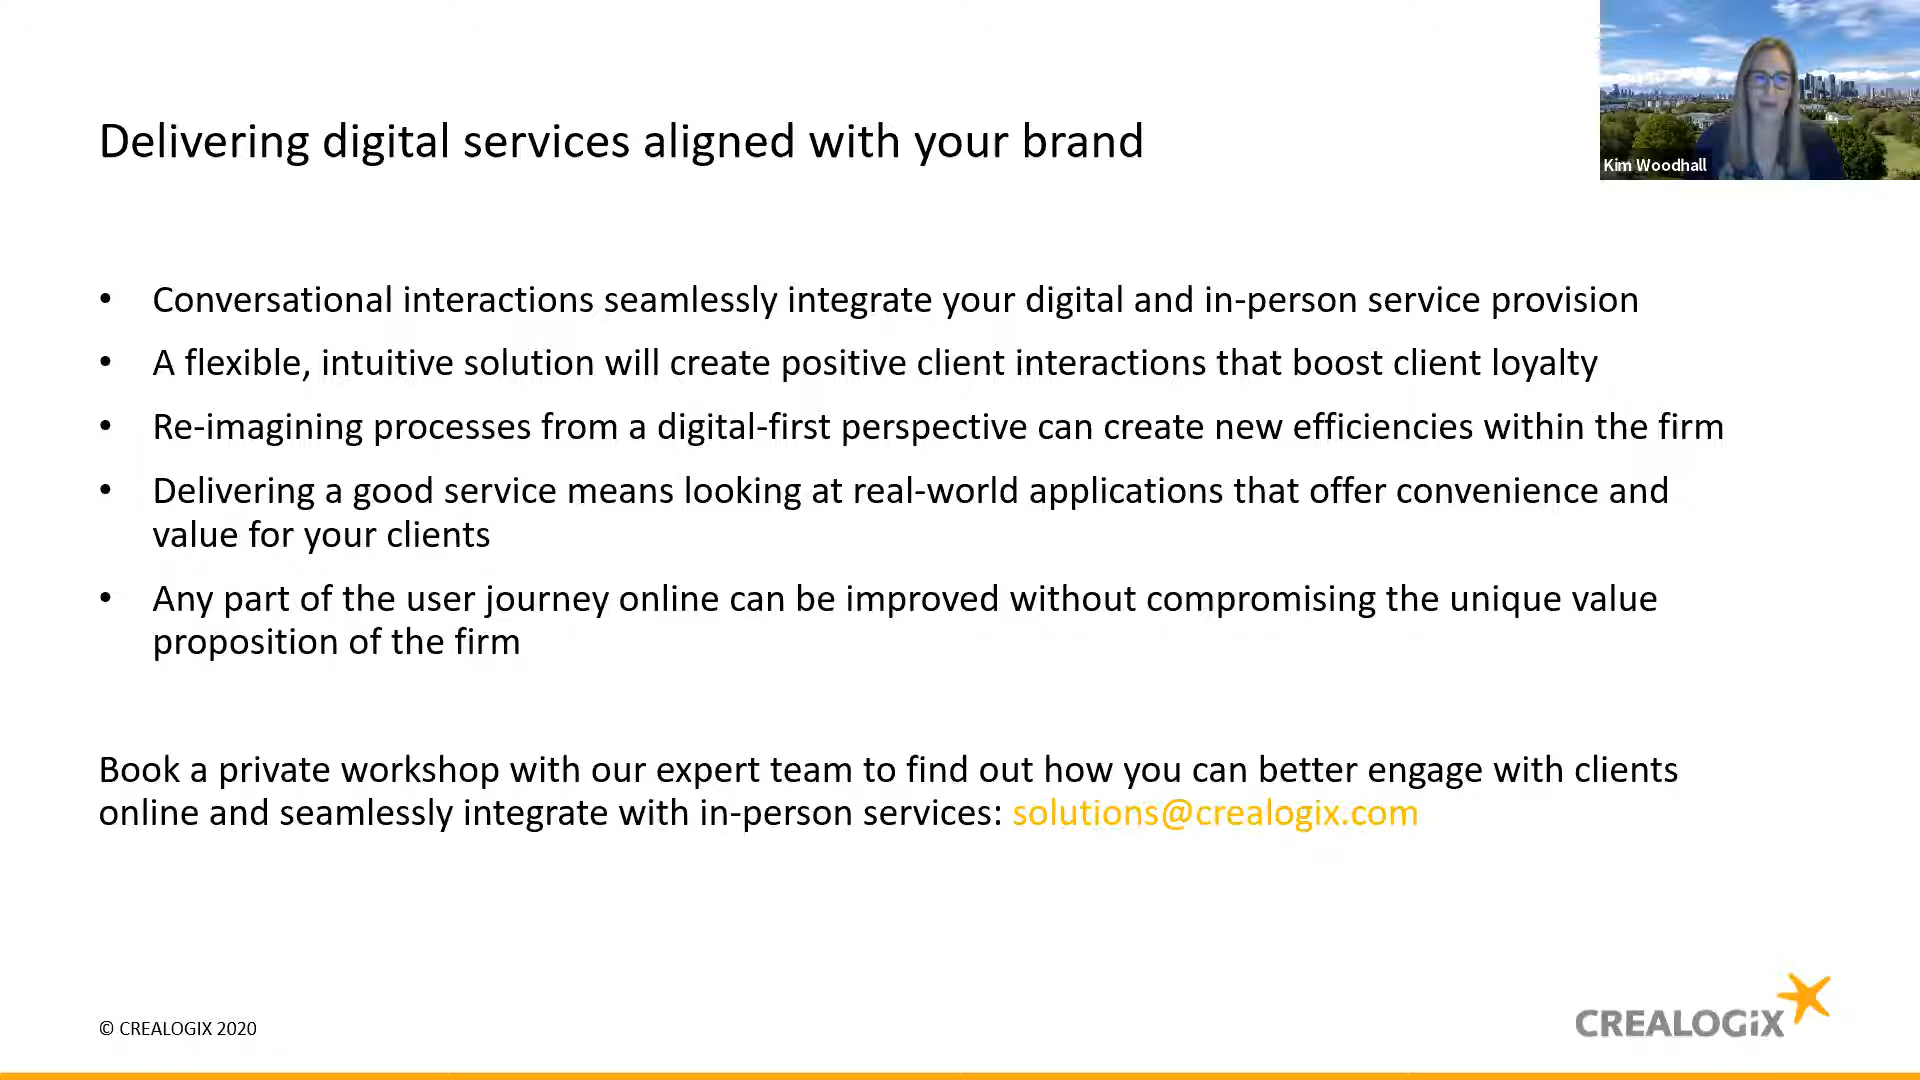 Kim Woodhall
Delivering digital services aligned with your brand
• Conversational interactions seamlessly integrate your digital and in-person service provision
• A flexible, intuitive solution will create positive client interactions that boost client loyalty
• Re-imagining processes from a digital-first perspective can create new efficiencies within the firm
• Delivering a good service means looking at real-world applications that offer convenience and
value for your clients
• Any part of the user journey online can be improved without compromising the unique value
proposition of the firm
Book a private workshop with our expert team to find out how you can better engage with clients
online and seamlessly integrate with in-person services: solutions@crealogix.com
© CREALOGIX 2020
CREALOGiX